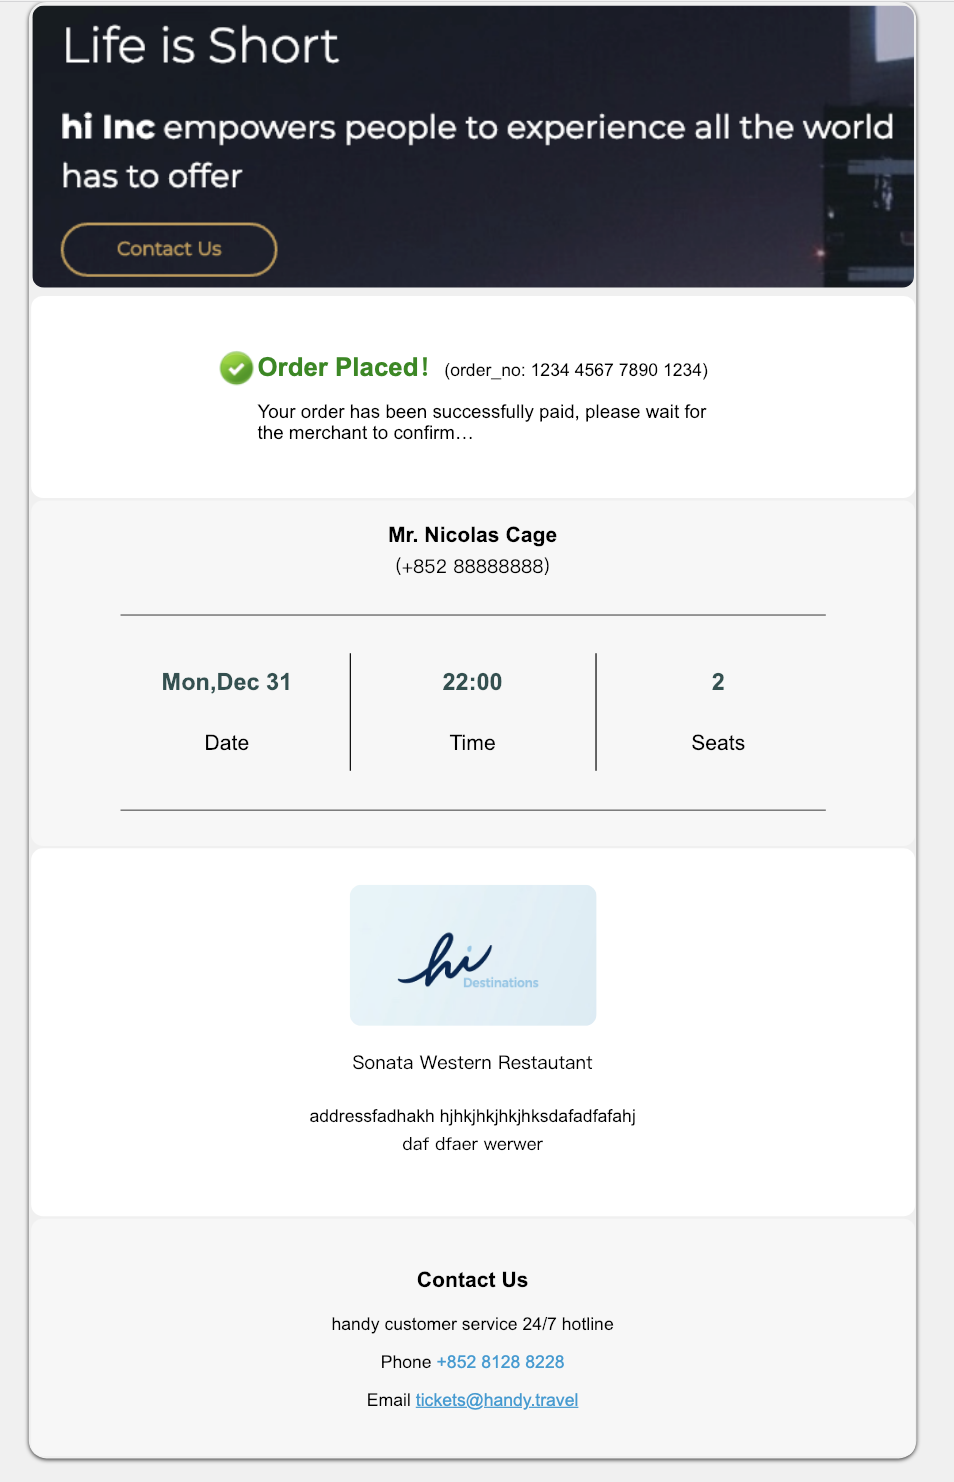 Life is Short
hi Inc empowers people to experience all the world
has to offer
Contact Us
Order Placed! (order_no: 1234 4567 7890 1234)
Your order has been successfully paid, please wait for
the merchant to confirm…
Mr. Nicolas Cage
(+852 88888888)
Mon,Dec 31 22:00 2
Date Time Seats
hi
Destinations
Sonata Western Restautant
addressfadhakh hjhkjhkjhkjhksdafadfafahj
daf dfaer werwer
Contact Us
handy customer service 24/7 hotline
Phone +852 8128 8228
Email tickets@handy.travel